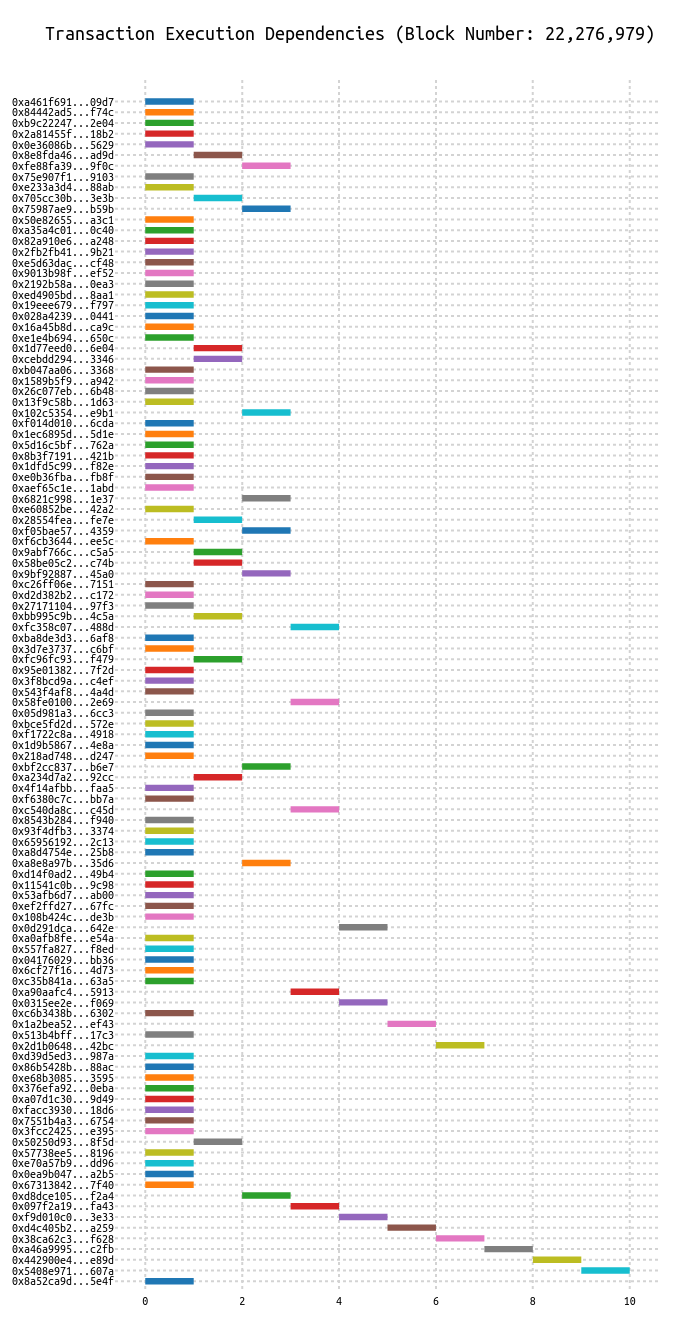 Transaction Execution Dependencies (Block Number: 22,276,979)
0xa461f691...09d7
0x84442ad5...f74c
0xb9c22247...2e04
0x2a81455f...18b2
0x0e36086b...5629
0x8e8fda46...ad9d
0xfe88fa39...9f0c
0x75e907f1...9103
0xe233a3d4...88ab
0x705cc30b...3e3b
0x75987ae9...b59b
0x50e82655...a3c1
0xa35a4c01...0c40
0x82a910e6...a248
0x2fb2fb41...9b21
0xe5d63dac...cf48
0x9013b98f...ef52
0x2192b58a...0ea3
0xed4905bd...8aa1
0x19eee679...f797
0x028a4239...0441
0x16a45b8d...ca9c
0xe1e4b694...650c
0x1d77eed0...6e04
0xcebdd294...3346
0xb047aa06...3368
0x1589b5f9...a942
0x26c077eb...6b48
0x13f9c58b...1d63
0x102c5354...e9b1
0xf014d010...6cda
0x1ec6895d...5d1e
0x5d16c5bf...762a
0x8b3f7191...421b
0x1dfd5c99...f82e
0xe0b36fba...fb8f
0xaef65c1e...1abd
0x6821c998...1e37
0xe60852be...42a2
0x28554fea...fe7e
0xf05bae57...4359
0xf6cb3644...ee5c
0x9abf766c...c5a5
0x58be05c2...c74b
0x9bf92887...45a0
0xc26ff06e...7151
0xd2d382b2...c172
0x27171104...97f3
0xbb995c9b...4c5a
0xfc358c07...488d
0xba8de3d3...6af8
0x3d7e3737...c6bf
0xfc96fc93...f479
0x95e01382...7f2d
0x3f8bcd9a...c4ef
0x543f4af8...4a4d
0x58fe0100...2e69
0x05d981a3...6cc3
0xbce5fd2d...572e
0xf1722c8a...4918
0x1d9b5867...4e8a
0x218ad748...d247
0xbf2cc837...b6e7
0xa234d7a2...92cc
0x4f14afbb...faa5
0xf6380c7c...bb7a
0xc540da8c...c45d
0x8543b284...f940
0x93f4dfb3...3374
0x65956192...2c13
0xa8d4754e...25b8
0xa8e8a97b...35d6
0xd14f0ad2...49b4
0x11541c0b...9c98
0x53afb6d7...ab00
0xef2ffd27...67fc
0x108b424c...de3b
0x0d291dca...642e
0xa0afb8fe...e54a
0x557fa827...f8ed
0x04176029...bb36
0x6cf27f16...4d73
0xc35b841a...63a5
0xa90aafc4...5913
0x0315ee2e...f069
0xc6b3438b...6302
0x1a2bea52...ef43
0x513b4bff...17c3
0x2d1b0648...42bc
0xd39d5ed3...987a
0x86b5428b...88ac
0xe68b3085...3595
0x376efa92...0eba
0xa07d1c30...9d49
0xfacc3930...18d6
0x7551b4a3...6754
0x3fcc2425...e395
0x50250d93...8f5d
0x57738ee5...8196
0xe70a57b9...dd96
0x0ea9b047...a2b5
0x67313842...7f40
0xd8dce105...f2a4
0x097f2a19...fa43
0xf9d010c0...3e33
0xd4c405b2...a259
0x38ca62c3...f628
0xa46a9995...c2fb
0x442900e4...e89d
0x5408e971...607a
0x8a52ca9d...5e4f
0 2 4 6 8 10